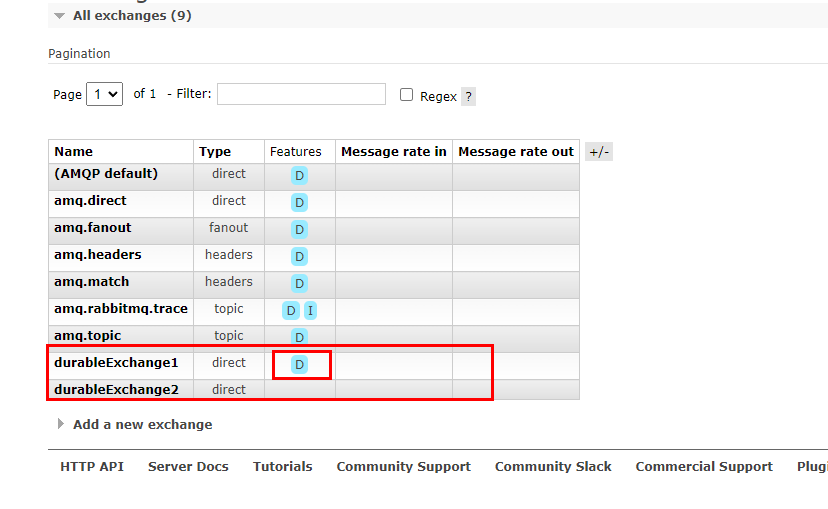 All exchanges (9)
Pagination
Page 1 of 1 - Filter: Regex ?
Name Type Features Message rate in Message rate out +/-
(AMQP default) direct D
amq.direct direct D
amq.fanout fanout D
amq.headers headers D
amq.match headers D
amq.rabbitmq.trace topic D I
amq.topic topic D
durableExchange1 direct D
durableExchange2 direct
Add a new exchange
HTTP API Server Docs Tutorials Community Support Community Slack Commercial Support